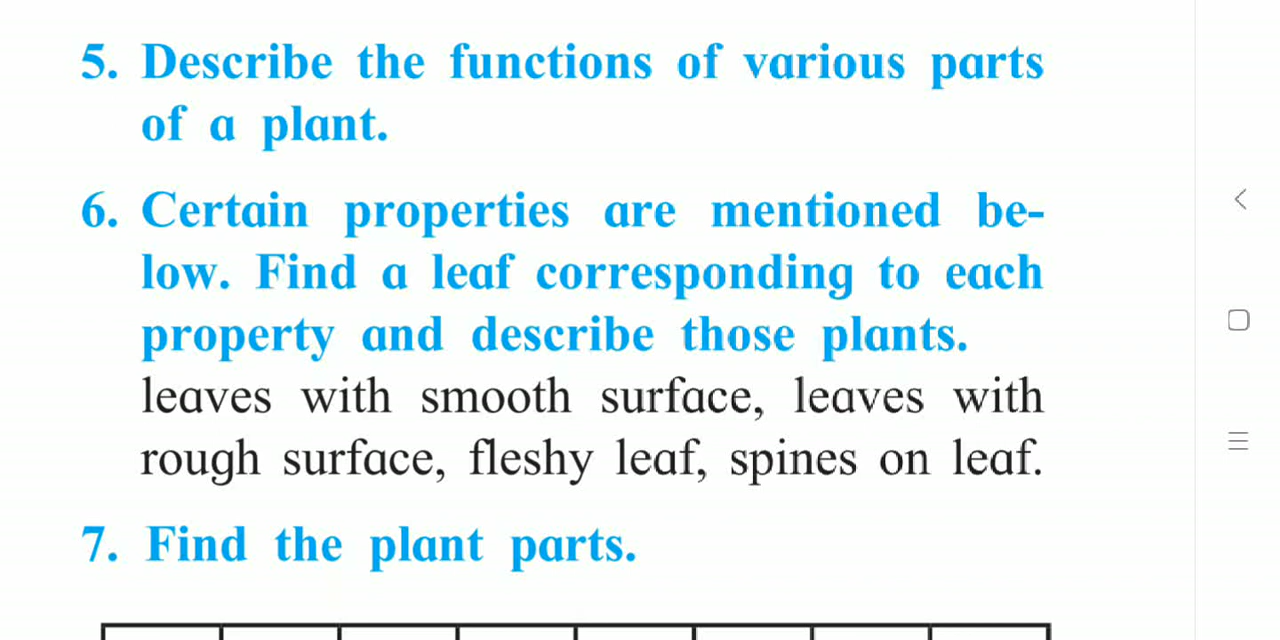 5. Describe the functions of various parts
of a plant.
6. Certain properties are mentioned be-
low. Find a leaf corresponding to each
property and describe those plants.
leaves with smooth surface, leaves with
rough surface, fleshy leaf, spines on leaf.
7. Find the plant parts.